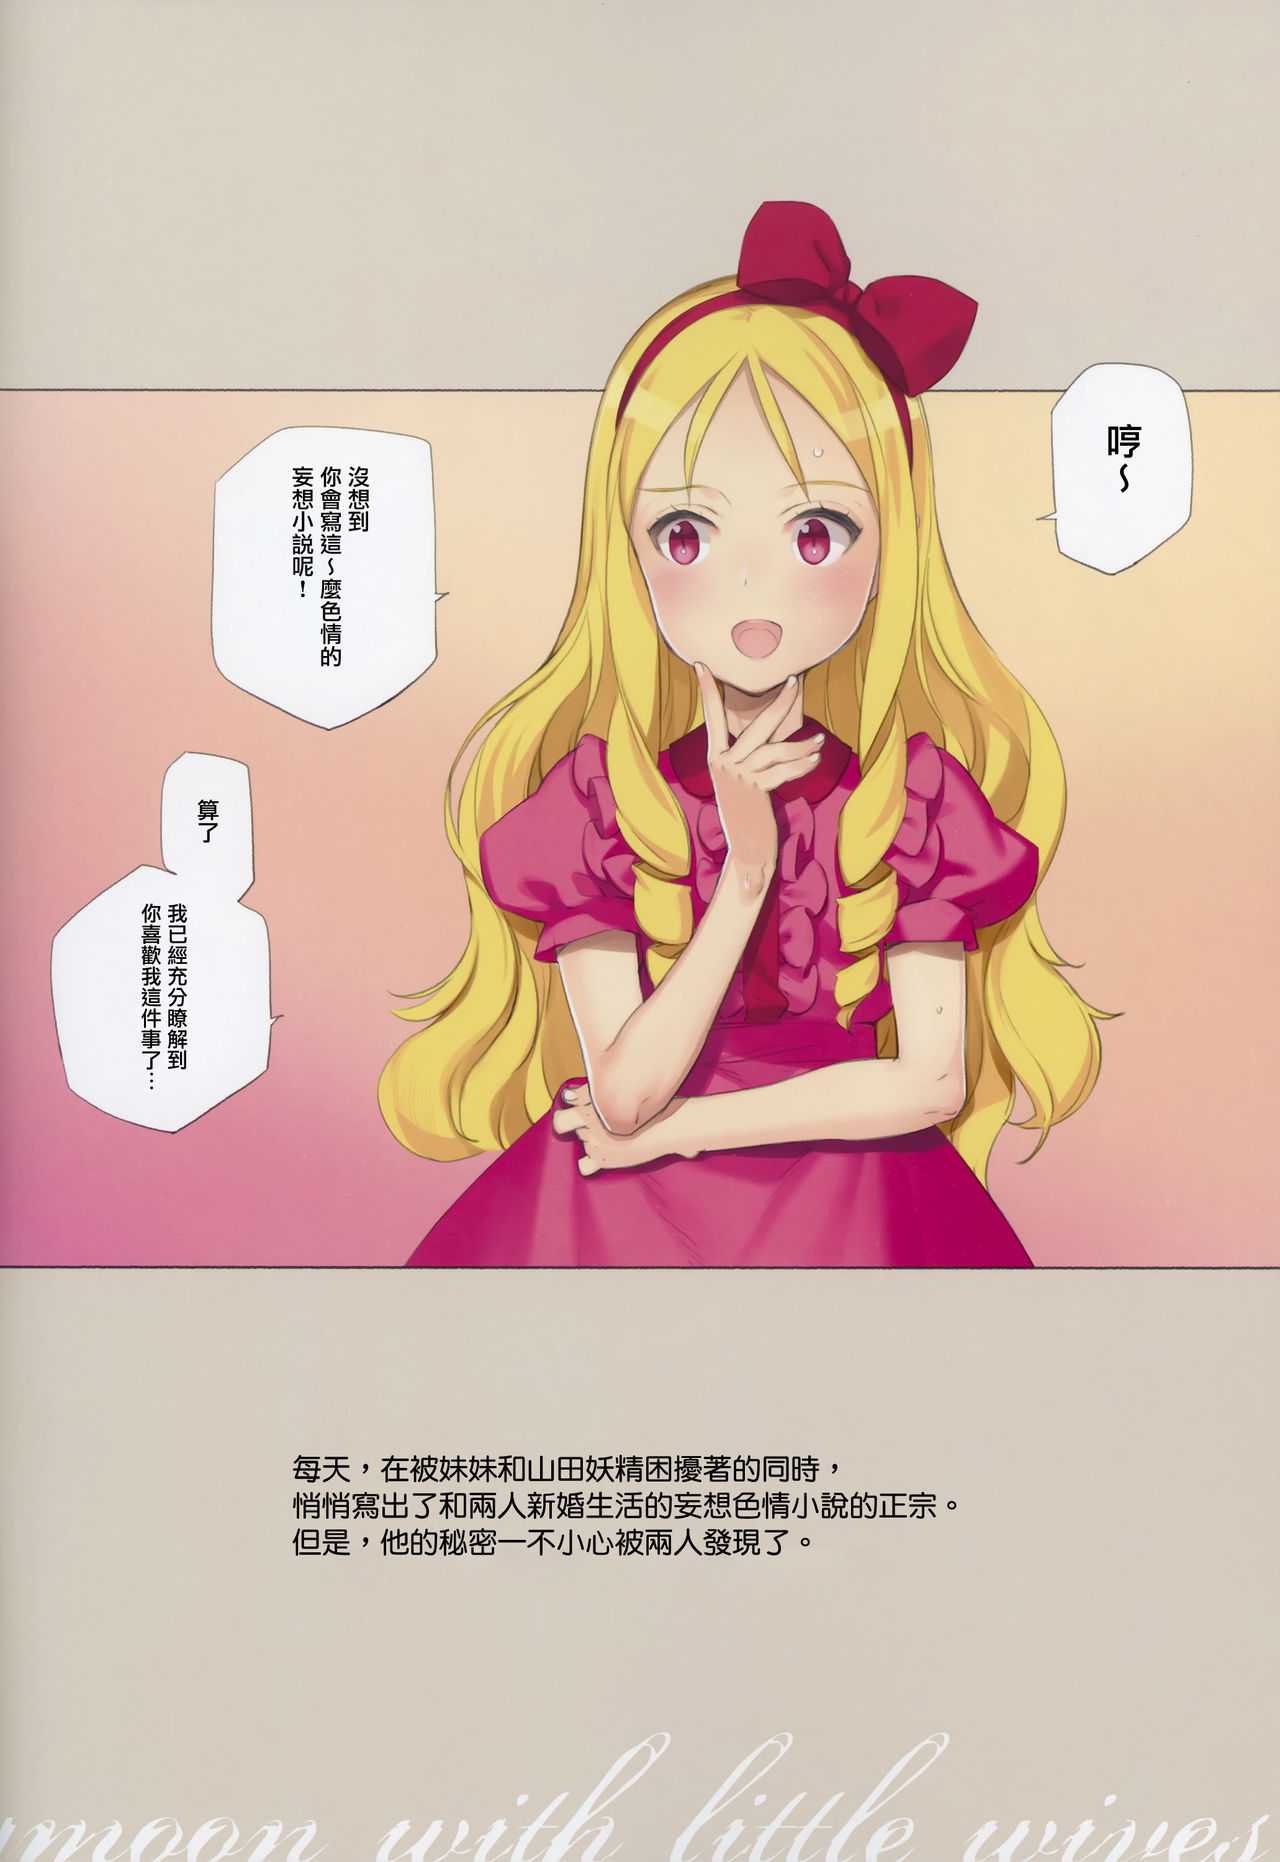 哼～
沒想到
你會寫這～麼色情的
妄想小説呢！
算了
我已經充分瞭解到
你喜歡我這件事了…
每天，在被妹妹和山田妖精困擾著的同時，
悄悄寫出了和兩人新婚生活的妄想色情小說的正宗。
但是，他的秘密一不小心被兩人發現了。
moon with little wives